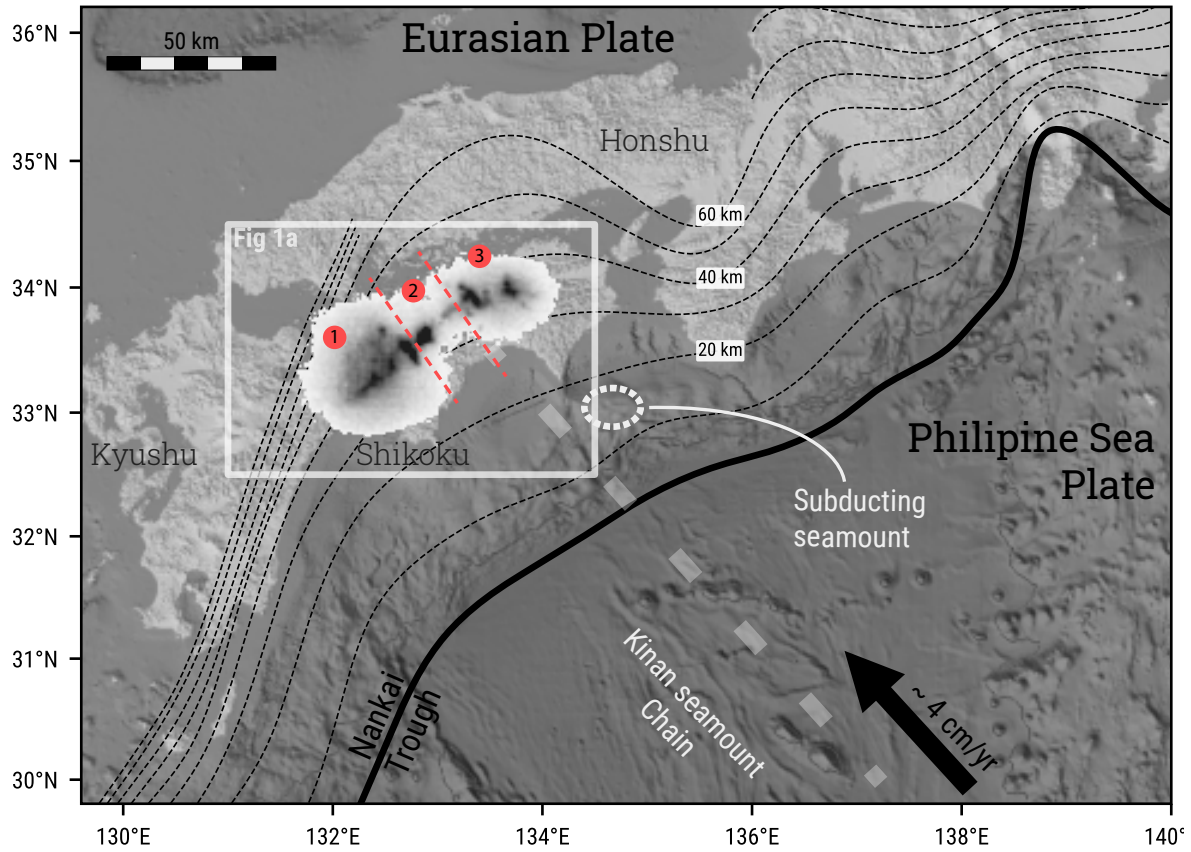 36°N
35°N
34°N
33°N
32°N
31°N
30°N
50 km
Eurasian Plate
Honshu
60 km
40 km
20 km
Fig 1a
3
2
1
Kyushu
Shikoku
Philipine Sea
Plate
Subducting
seamount
Kinan seamount
Chain
~ 4 cm/yr
Nankai
Trough
130°E
132°E
134°E
136°E
138°E
140°